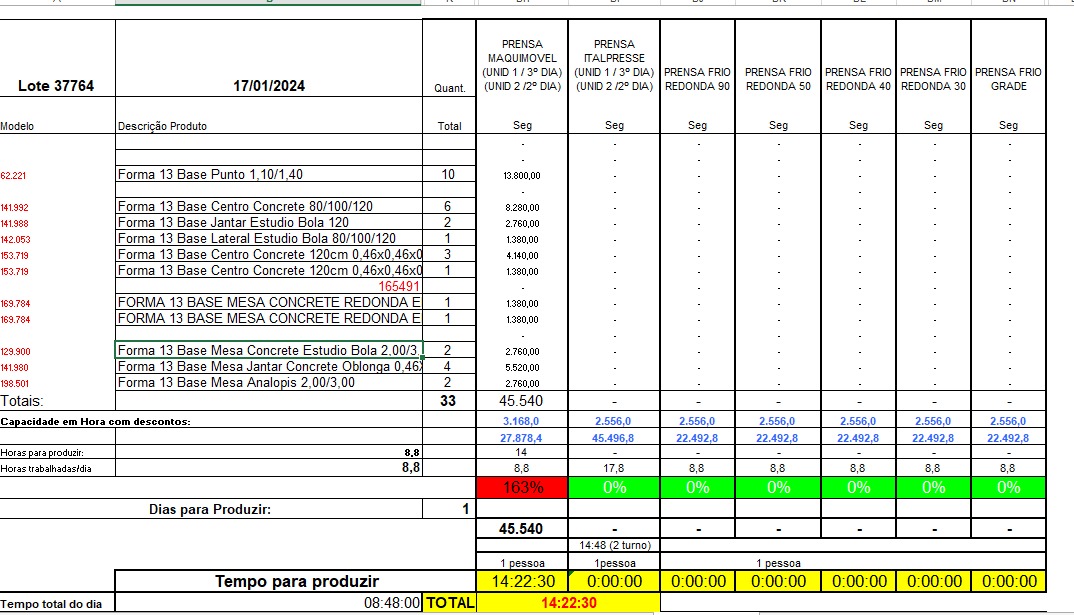 PRENSA MAQUIMOVEL (UNID 1 / 3º DIA) (UNID 2 /2º DIA)
PRENSA ITALPRESSE (UNID 1 / 3º DIA) (UNID 2 /2º DIA)
PRENSA FRIO REDONDA 90
PRENSA FRIO REDONDA 50
PRENSA FRIO REDONDA 40
PRENSA FRIO REDONDA 30
PRENSA FRIO GRADE
Lote 37764 17/01/2024 Quant.
Modelo Descrição Produto Total Seg Seg Seg Seg Seg Seg Seg
- - - - - - -
- - - - - - -
62.221 Forma 13 Base Punto 1,10/1,40 10 13.800,00 - - - - - -
- - - - - - -
141.992 Forma 13 Base Centro Concrete 80/100/120 6 8.280,00 - - - - - -
141.988 Forma 13 Base Jantar Estudio Bola 120 2 2.760,00 - - - - - -
142.053 Forma 13 Base Lateral Estudio Bola 80/100/120 1 1.380,00 - - - - - -
153.719 Forma 13 Base Centro Concrete 120cm 0,46x0,46x0 3 4.140,00 - - - - - -
153.719 Forma 13 Base Centro Concrete 120cm 0,46x0,46x0 1 1.380,00 - - - - - -
165491 - - - - - - -
169.784 FORMA 13 BASE MESA CONCRETE REDONDA E 1 1.380,00 - - - - - -
169.784 FORMA 13 BASE MESA CONCRETE REDONDA E 1 1.380,00 - - - - - -
- - - - - - -
129.900 Forma 13 Base Mesa Concrete Estudio Bola 2,00/3, 2 2.760,00 - - - - - -
141.980 Forma 13 Base Mesa Jantar Concrete Oblonga 0,46 4 5.520,00 - - - - - -
198.501 Forma 13 Base Mesa Analopis 2,00/3,00 2 2.760,00 - - - - - -
Totais: 33 45.540 - - - - - -
Capacidade em Hora com descontos: 3.168,0 2.556,0 2.556,0 2.556,0 2.556,0 2.556,0 2.556,0
27.878,4 45.496,8 22.492,8 22.492,8 22.492,8 22.492,8 22.492,8
Horas para produzir: 8,8 14 - - - - - -
Horas trabalhadas/dia 8,8 8,8 17,8 8,8 8,8 8,8 8,8 8,8
163% 0% 0% 0% 0% 0% 0%
Dias para Produzir: 1
45.540 - - - - - -
14:48 (2 turno)
1 pessoa 1pessoa 1 pessoa
Tempo para produzir 14:22:30 0:00:00 0:00:00 0:00:00 0:00:00 0:00:00 0:00:00
Tempo total do dia 08:48:00 TOTAL 14:22:30